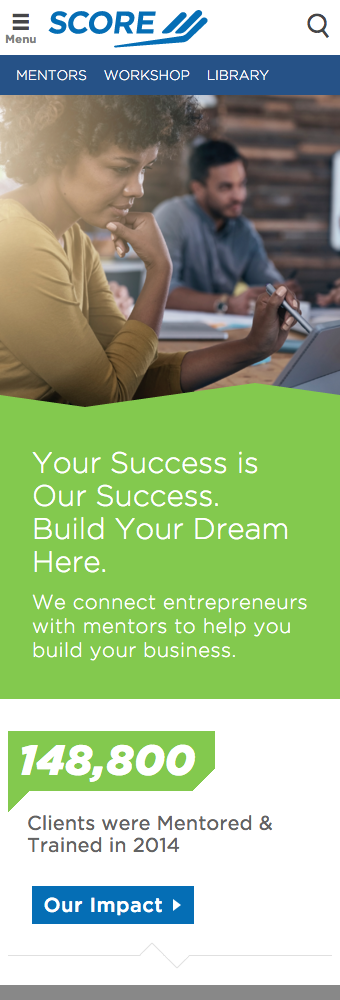 SCORE
Menu
MENTORS WORKSHOP LIBRARY
Your Success is
Our Success.
Build Your Dream
Here.
We connect entrepreneurs
with mentors to help you
build your business.
148,800
Clients were Mentored &
Trained in 2014
Our Impact